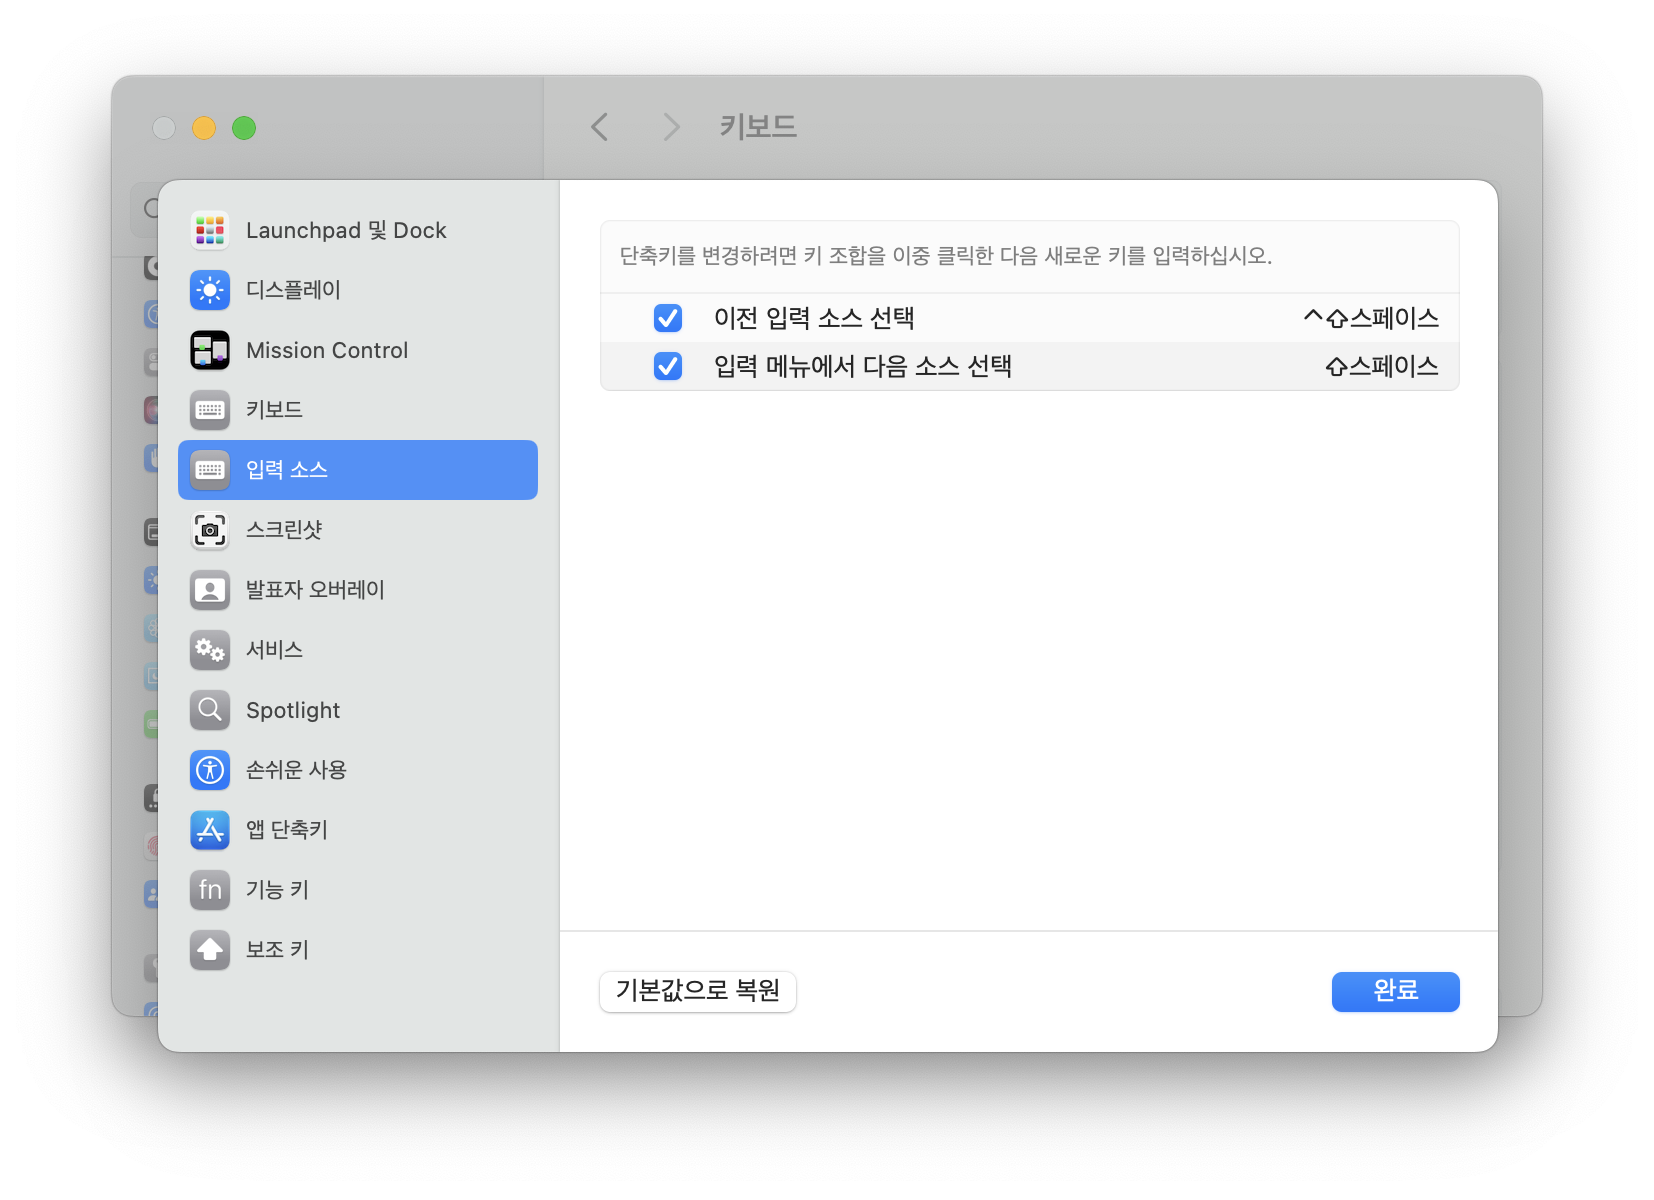 키보드
Launchpad 및 Dock
디스플레이
Mission Control
키보드
입력 소스
스크린샷
발표자 오버레이
서비스
Spotlight
손쉬운 사용
앱 단축키
fn 기능 키
보조 키
단축키를 변경하려면 키 조합을 이중 클릭한 다음 새로운 키를 입력하십시오.
이전 입력 소스 선택 ^⇧스페이스
입력 메뉴에서 다음 소스 선택 ⇧스페이스
기본값으로 복원
완료